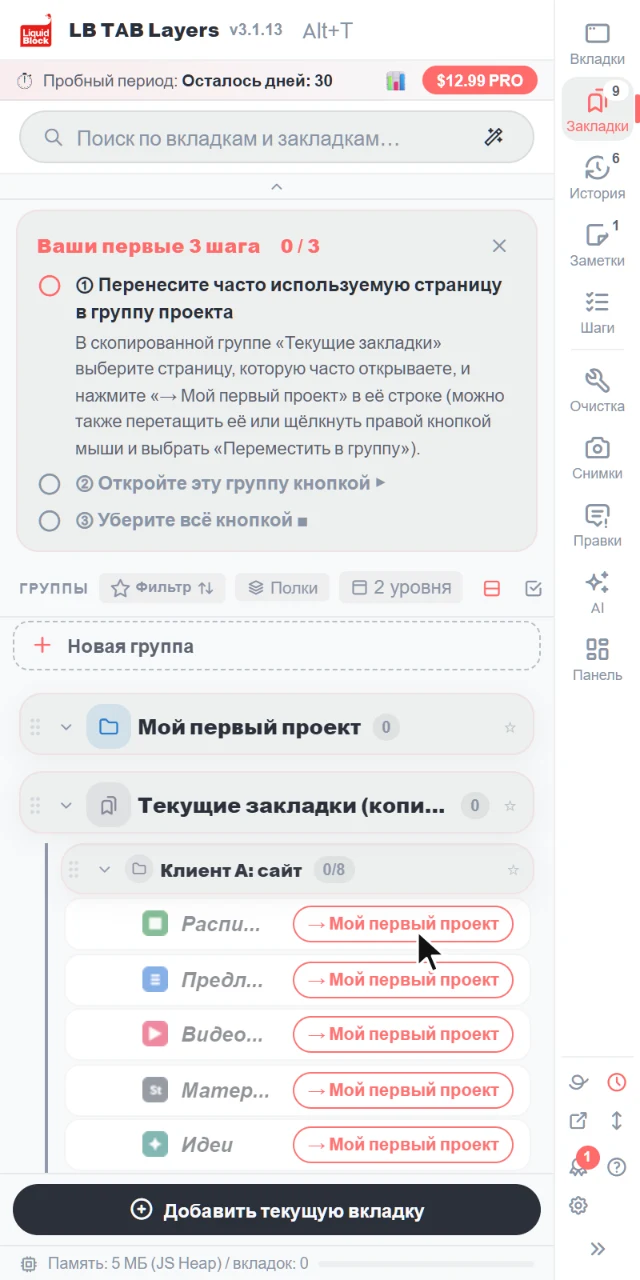 Liquid Block LB TAB Layers v3.1.13 Alt+T
Пробный период: Осталось дней: 30 $12.99 PRO
Поиск по вкладкам и закладкам…
Ваши первые 3 шага 0 / 3
① Перенесите часто используемую страницу
в группу проекта
В скопированной группе «Текущие закладки»
выберите страницу, которую часто открываете, и
нажмите «→ Мой первый проект» в её строке (можно
также перетащить её или щёлкнуть правой кнопкой
мыши и выбрать «Переместить в группу»).
② Откройте эту группу кнопкой ▶
③ Уберите всё кнопкой ■
ГРУППЫ Фильтр Полки 2 уровня
Новая группа
Мой первый проект 0
Текущие закладки (копи... 0
Клиент А: сайт 0/8
Распи... → Мой первый проект
Предл... → Мой первый проект
Видео... → Мой первый проект
St Матер... → Мой первый проект
Идеи → Мой первый проект
Добавить текущую вкладку
Память: 5 МБ (JS Heap) / вкладок: 0
Вкладки
9
Закладки
6
История
1
Заметки
Шаги
Очистка
Снимки
Правки
AI
Панель
1